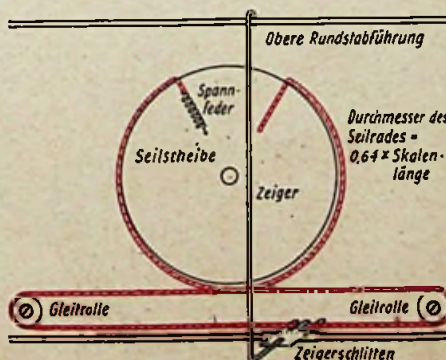 Obere Rundstabführung
Spann-
feder
Durchmesser des
Seilrades =
0,64 × Skalen-
länge
Seilscheibe
Zeiger
Gleitrolle
Gleitrolle
Zeigerschlitten